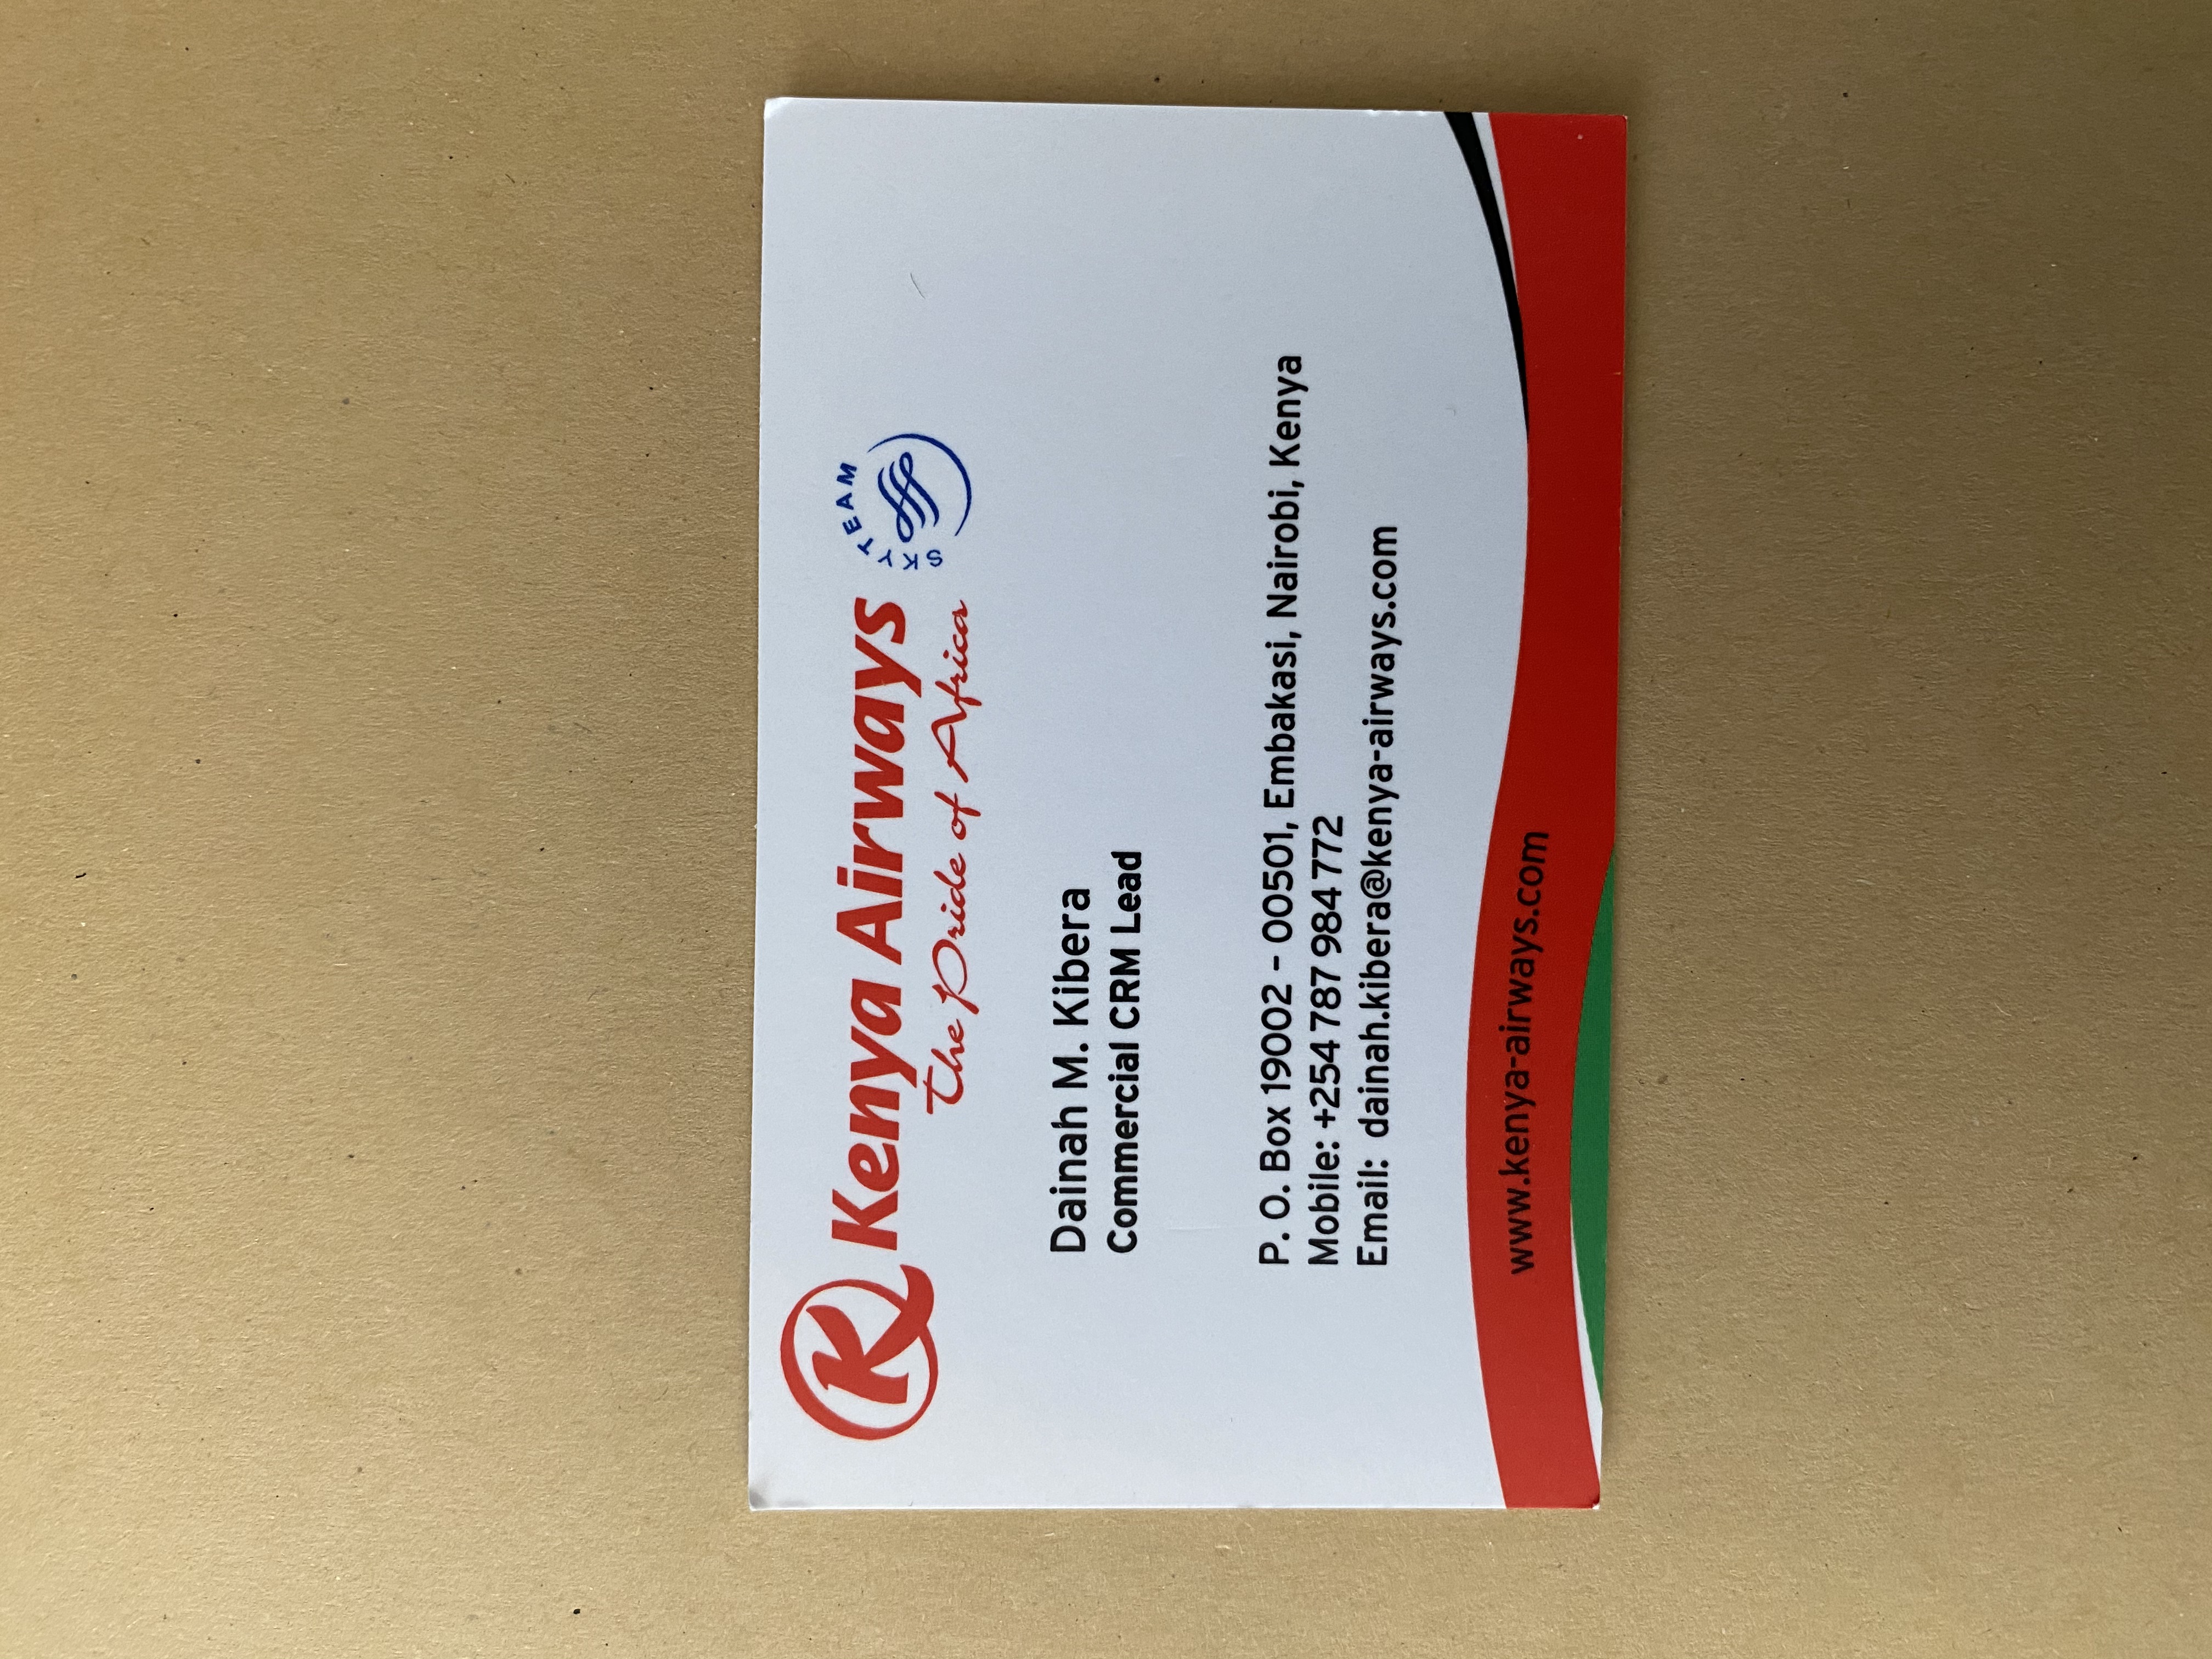 K Kenya Airways
The Pride of Africa
SKYTEAM
Dainah M. Kibera
Commercial CRM Lead
P. O. Box 19002 - 00501, Embakasi, Nairobi, Kenya
Mobile: +254 787 984 772
Email: dainah.kibera@kenya-airways.com
www.kenya-airways.com